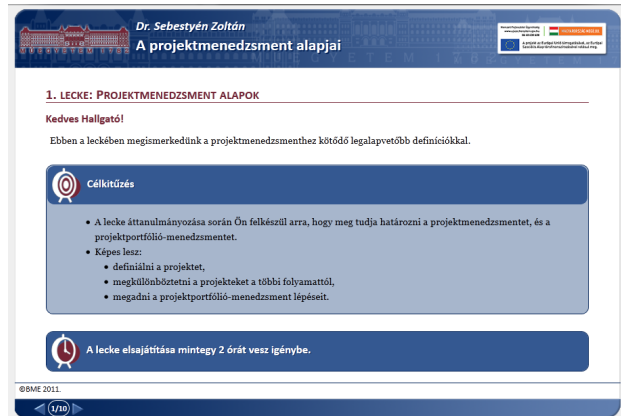 Dr. Sebestyén Zoltán
A projektmenedzsment alapjai
1. LECKE: PROJEKTMENEDZSMENT ALAPOK
Kedves Hallgató!
Ebben a leckében megismerkedünk a projektmenedzsmenthez kötődő legalapvetőbb definíciókkal.
Célkitűzés
• A lecke áttanulmányozása során Ön felkészül arra, hogy meg tudja határozni a projektmenedzsmentet, és a
projektportfólió-menedzsmentet.
• Képes lesz:
• definiálni a projektet,
• megkülönböztetni a projekteket a többi folyamattól,
• megadni a projektportfólió-menedzsment lépéseit.
A lecke elsajátítása mintegy 2 órát vesz igénybe.
©BME 2011.
1/10